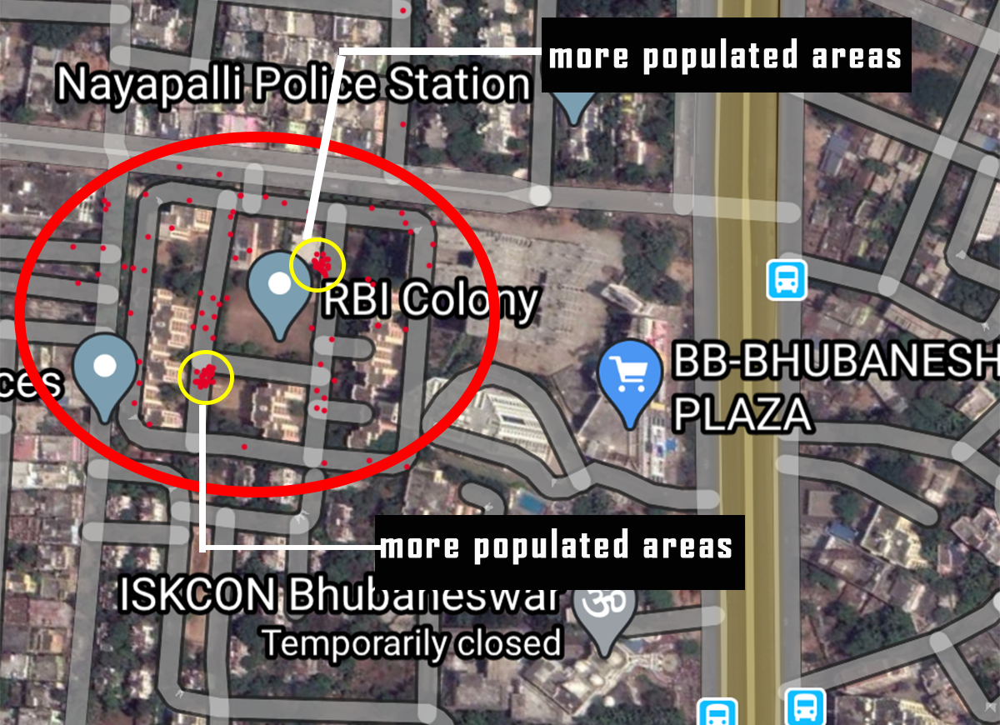 more populated areas
Nayapalli Police Station
RBI Colony
ces
BB-BHUBANESH
PLAZA
more populated areas
ISKCON Bhubaneswar
ॐ
Temporarily closed